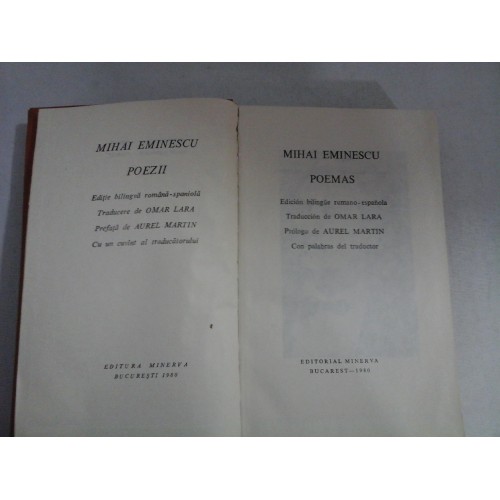 MIHAI EMINESCU
POEZII
Ediție bilingvă română-spaniolă
Traducere de OMAR LARA
Prefață de AUREL MARTIN
Cu un cuvînt al traducătorului
EDITURA MINERVA
BUCUREȘTI 1980
MIHAI EMINESCU
POEMAS
Edición bilingüe rumano-española
Traducción de OMAR LARA
Prólogo de AUREL MARTIN
Con palabras del traductor
EDITORIAL MINERVA
BUCAREST—1980